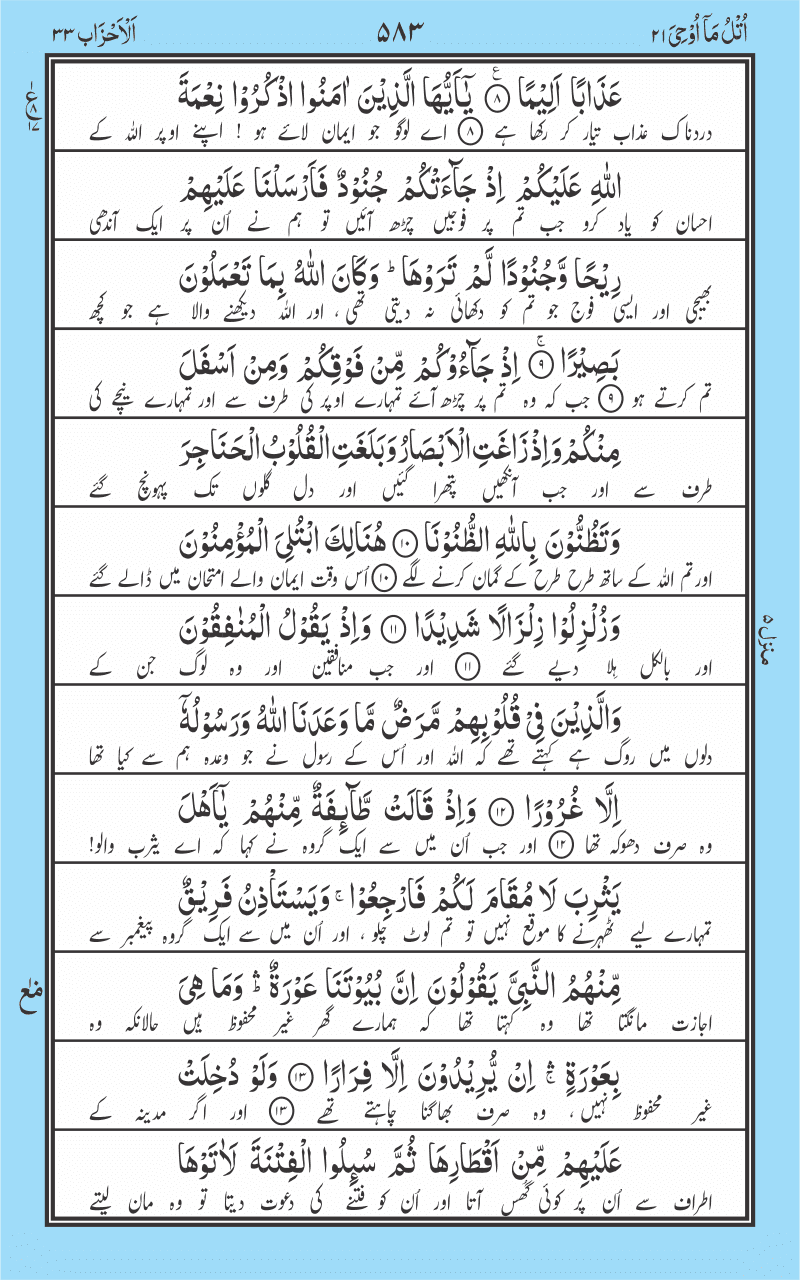 اُتْلُ مَآ اُوْحِیَ ٢١
٥٨٣
اَلْاَحْزَاب ٣٣
عَذَابًا اَلِيْمًا ٨ يٰٓاَيُّهَا الَّذِيْنَ اٰمَنُوا اذْكُرُوْا نِعْمَةَ
دردناک عذاب تیار کر رکھا ہے ٨ اے لوگو جو ایمان لائے ہو ! اپنے اوپر اللہ کے
اللّٰهِ عَلَيْكُمْ اِذْ جَآءَتْكُمْ جُنُوْدٌ فَاَرْسَلْنَا عَلَيْهِمْ
احسان کو یاد کرو جب تم پر فوجیں چڑھ آئیں تو ہم نے اُن پر ایک آندھی
رِيْحًا وَّجُنُوْدًا لَّمْ تَرَوْهَا ؕ وَكَانَ اللّٰهُ بِمَا تَعْمَلُوْنَ
بھیجی اور ایسی فوج جو تم کو دکھائی نہ دیتی تھی، اور اللہ دیکھنے والا ہے جو کچھ
بَصِيْرًا ٩ اِذْ جَآءُوْكُمْ مِّنْ فَوْقِكُمْ وَمِنْ اَسْفَلَ
تم کرتے ہو ٩ جب کہ وہ تم پر چڑھ آئے تمہارے اوپر کی طرف سے اور تمہارے نیچے کی
مِنْكُمْ وَاِذْ زَاغَتِ الْاَبْصَارُ وَبَلَغَتِ الْقُلُوْبُ الْحَنَاجِرَ
طرف سے اور جب آنکھیں پتھرا گئیں اور دل گلوں تک پہونچ گئے
وَتَظُنُّوْنَ بِاللّٰهِ الظُّنُوْنَا ١٠ هُنَالِكَ ابْتُلِيَ الْمُؤْمِنُوْنَ
اور تم اللہ کے ساتھ طرح طرح کے گمان کرنے لگے ١٠ اُس وقت ایمان والے امتحان میں ڈالے گئے
وَزُلْزِلُوْا زِلْزَالًا شَدِيْدًا ١١ وَاِذْ يَقُوْلُ الْمُنٰفِقُوْنَ
اور بالکل ہلا دیے گئے ١١ اور جب منافقین اور وہ لوگ جن کے
وَالَّذِيْنَ فِيْ قُلُوْبِهِمْ مَّرَضٌ مَّا وَعَدَنَا اللّٰهُ وَرَسُوْلُهٗٓ
دلوں میں روگ ہے کہتے تھے کہ اللہ اور اُس کے رسول نے جو وعدہ ہم سے کیا تھا
اِلَّا غُرُوْرًا ١٢ وَاِذْ قَالَتْ طَّآئِفَةٌ مِّنْهُمْ يٰٓاَهْلَ
وہ صرف دھوکہ تھا ١٢ اور جب اُن میں سے ایک گروہ نے کہا کہ اے یثرب والو!
يَثْرِبَ لَا مُقَامَ لَكُمْ فَارْجِعُوْا ۚ وَيَسْتَاْذِنُ فَرِيْقٌ
تمہارے لیے ٹھہرنے کا موقع نہیں تو تم لوٹ چلو، اور اُن میں سے ایک گروہ پیغمبر سے
مِّنْهُمُ النَّبِيَّ يَقُوْلُوْنَ اِنَّ بُيُوْتَنَا عَوْرَةٌ ۛؕ وَمَا هِيَ
اجازت مانگتا تھا وہ کہتا تھا کہ ہمارے گھر غیر محفوظ ہیں حالانکہ وہ
بِعَوْرَةٍ ۛۚ اِنْ يُّرِيْدُوْنَ اِلَّا فِرَارًا ١٣ وَلَوْ دُخِلَتْ
غیر محفوظ نہیں، وہ صرف بھاگنا چاہتے تھے ١٣ اور اگر مدینہ کے
عَلَيْهِمْ مِّنْ اَقْطَارِهَا ثُمَّ سُئِلُوا الْفِتْنَةَ لَاٰتَوْهَا
اطراف سے اُن پر کوئی گھس آتا اور اُن کو فتنے کی دعوت دیتا تو وہ مان لیتے
منزل ٥